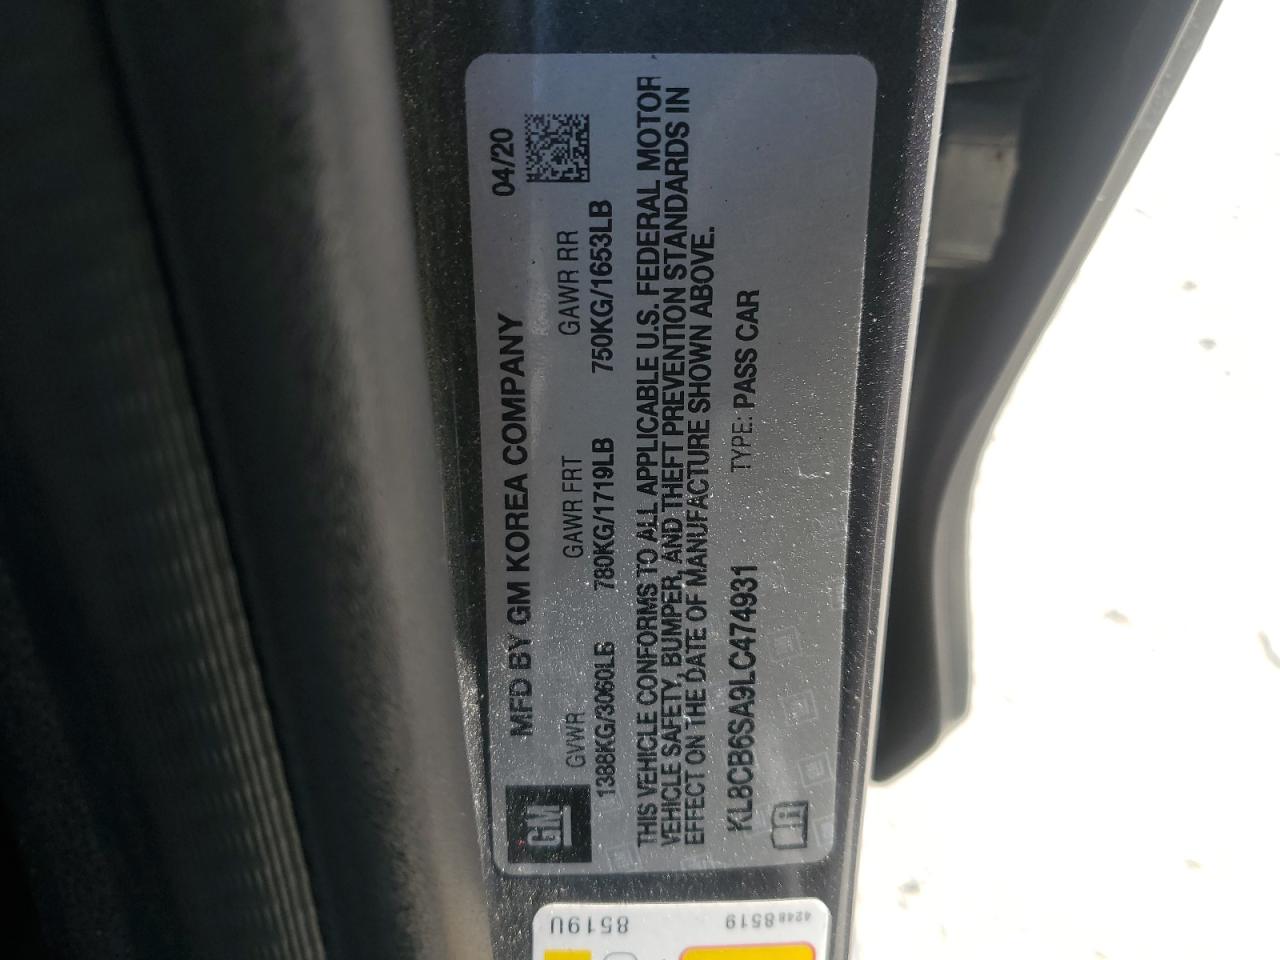 MFD BY GM KOREA COMPANY 04/20
GM
GVWR GAWR FRT GAWR RR
1388KG/3060LB 780KG/1719LB 750KG/1653LB
THIS VEHICLE CONFORMS TO ALL APPLICABLE U.S. FEDERAL MOTOR
VEHICLE SAFETY, BUMPER, AND THEFT PREVENTION STANDARDS IN
EFFECT ON THE DATE OF MANUFACTURE SHOWN ABOVE.
KL8CB6SA9LC474931 TYPE: PASS CAR
42488519
8519U